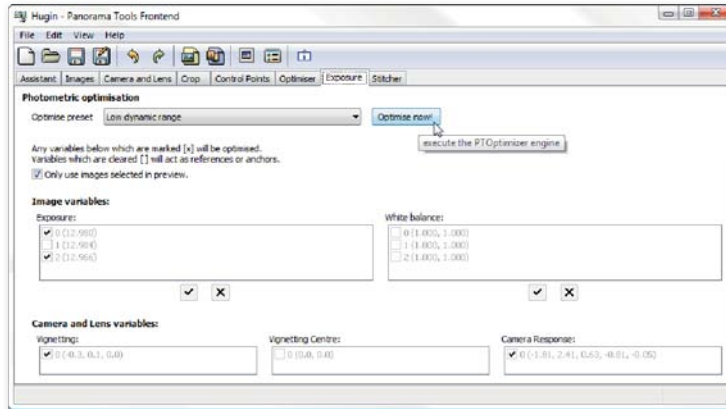 Hugin - Panorama Tools Frontend
File Edit View Help
Assistant Images Camera and Lens Crop Control Points Optimiser Exposure Stitcher
Photometric optimisation
Optimise preset Low dynamic range Optimise now!
execute the PTOptimizer engine
Any variables below which are marked [x] will be optimised.
Variables which are cleared [ ] will act as references or anchors.
Only use images selected in preview.
Image variables:
Exposure: White balance:
0 (12.980) 0 (1.000, 1.000)
1 (12.984) 1 (1.000, 1.000)
2 (12.966) 2 (1.000, 1.000)
Camera and Lens variables:
Vignetting: Vignetting Centre: Camera Response:
0 (-0.3, 0.1, 0.0) 0 (0.0, 0.0) 0 (-1.81, 2.41, 0.63, -0.81, -0.05)